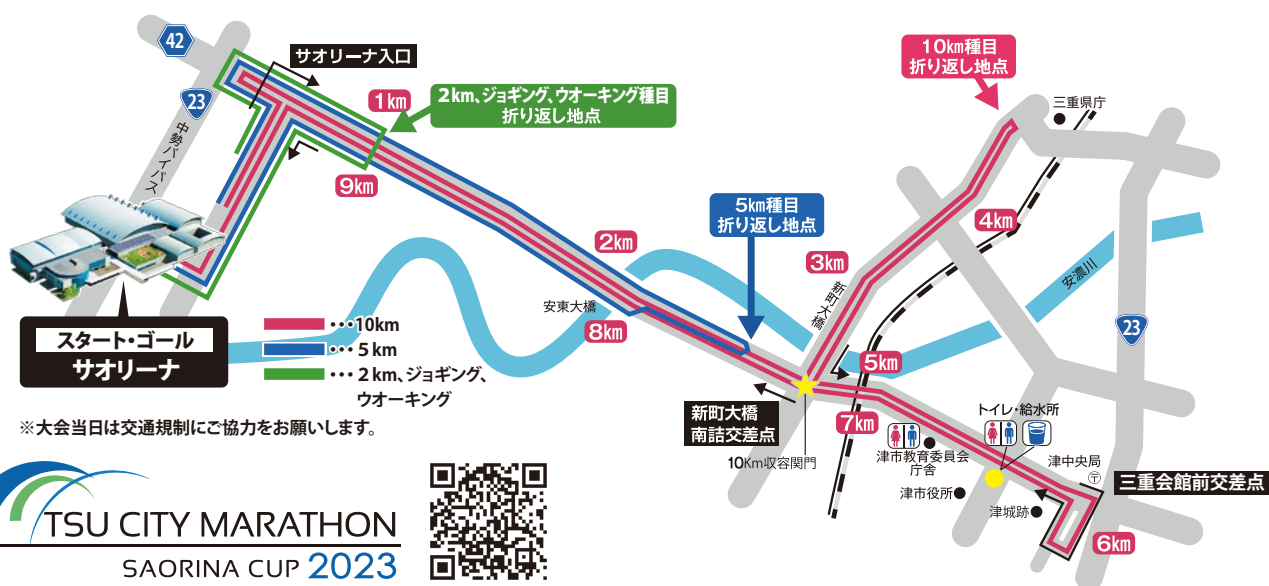 42
サオリーナ入口
10km種目
折り返し地点
23
1km
2km、ジョギング、ウオーキング種目
折り返し地点
三重県庁
中勢バイパス
9km
5km種目
折り返し地点
4km
2km
3km
安濃川
新町大橋
安東大橋
8km
23
スタート・ゴール
サオリーナ
・・・10km
・・・5km
・・・2km、ジョギング、
ウオーキング
5km
※大会当日は交通規制にご協力をお願いします。
新町大橋
南詰交差点
7km
トイレ・給水所
10Km収容関門
津市教育委員会
庁舎
津中央局
〒
三重会館前交差点
津市役所
津城跡
6km
TSU CITY MARATHON
SAORINA CUP 2023